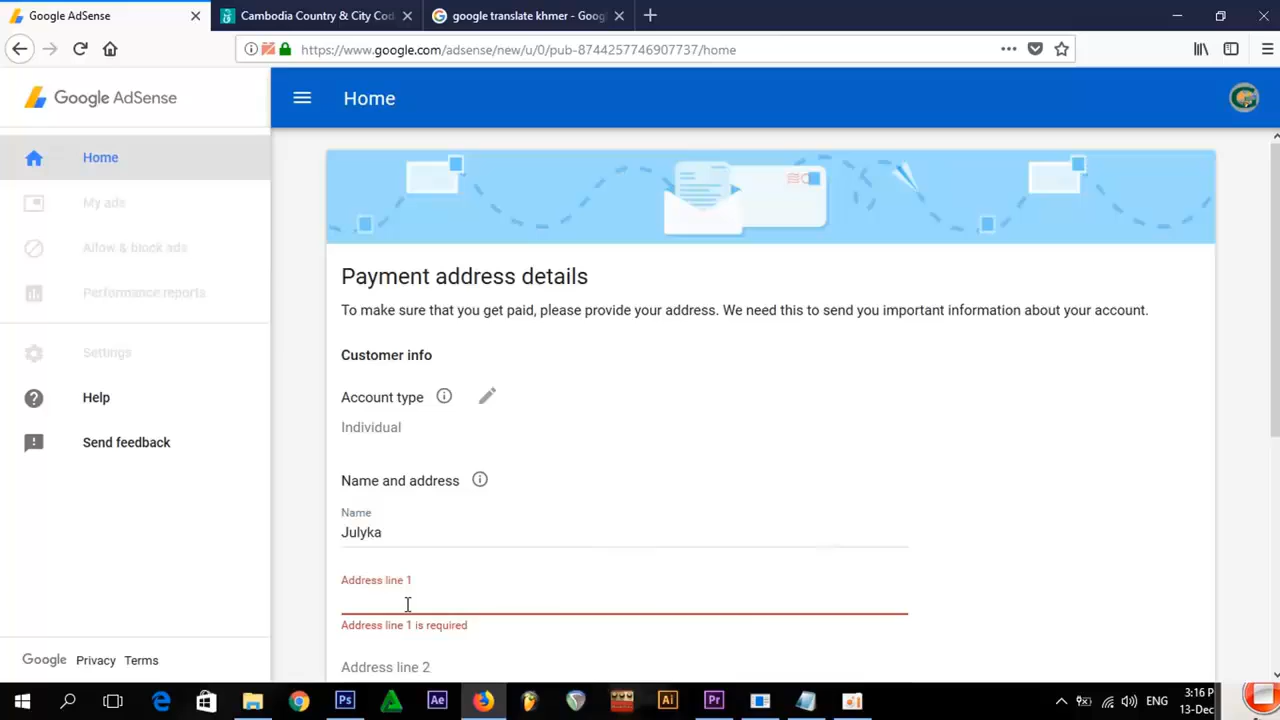 Google AdSense
Cambodia Country & City Cod
google translate khmer - Goog
https://www.google.com/adsense/new/u/0/pub-8744257746907737/home
Google AdSense
Home
Home
My ads
Allow & block ads
Performance reports
Settings
Help
Send feedback
Payment address details
To make sure that you get paid, please provide your address. We need this to send you important information about your account.
Customer info
Account type
Individual
Name and address
Name
Julyka
Address line 1
Address line 1 is required
Address line 2
Google Privacy Terms
Ps
Ae
Ai
Pr
ENG
3:16 P
13-Dec